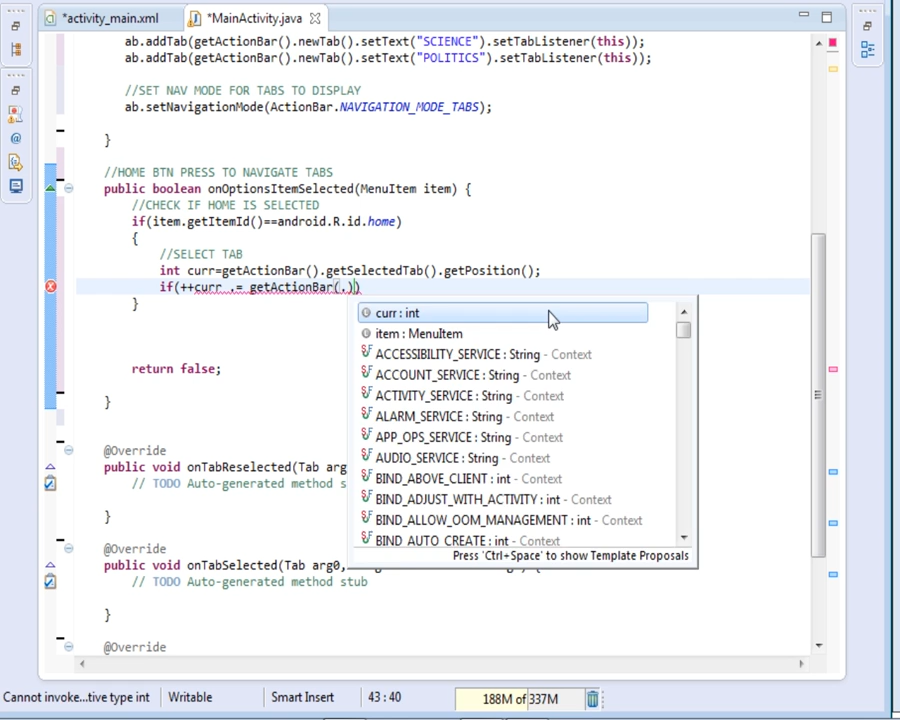 *activity_main.xml
*MainActivity.java
ab.addTab(getActionBar().newTab().setText("SCIENCE").setTabListener(this));
ab.addTab(getActionBar().newTab().setText("POLITICS").setTabListener(this));
//SET NAV MODE FOR TABS TO DISPLAY
ab.setNavigationMode(ActionBar.NAVIGATION_MODE_TABS);
}
//HOME BTN PRESS TO NAVIGATE TABS
public boolean onOptionsItemSelected(MenuItem item) {
//CHECK IF HOME IS SELECTED
if(item.getItemId()==android.R.id.home)
{
//SELECT TAB
int curr=getActionBar().getSelectedTab().getPosition();
if(++curr .= getActionBar(.))
}
curr : int
item : MenuItem
ACCESSIBILITY_SERVICE : String - Context
ACCOUNT_SERVICE : String - Context
ACTIVITY_SERVICE : String - Context
ALARM_SERVICE : String - Context
APP_OPS_SERVICE : String - Context
AUDIO_SERVICE : String - Context
BIND_ABOVE_CLIENT : int - Context
BIND_ADJUST_WITH_ACTIVITY : int - Context
BIND_ALLOW_OOM_MANAGEMENT : int - Context
BIND_AUTO_CREATE : int - Context
Press 'Ctrl+Space' to show Template Proposals
return false;
}
@Override
public void onTabReselected(Tab arg
// TODO Auto-generated method s
}
@Override
public void onTabSelected(Tab arg0,
// TODO Auto-generated method stub
}
@Override
Cannot invoke...tive type int
Writable
Smart Insert
43 : 40
188M of 337M